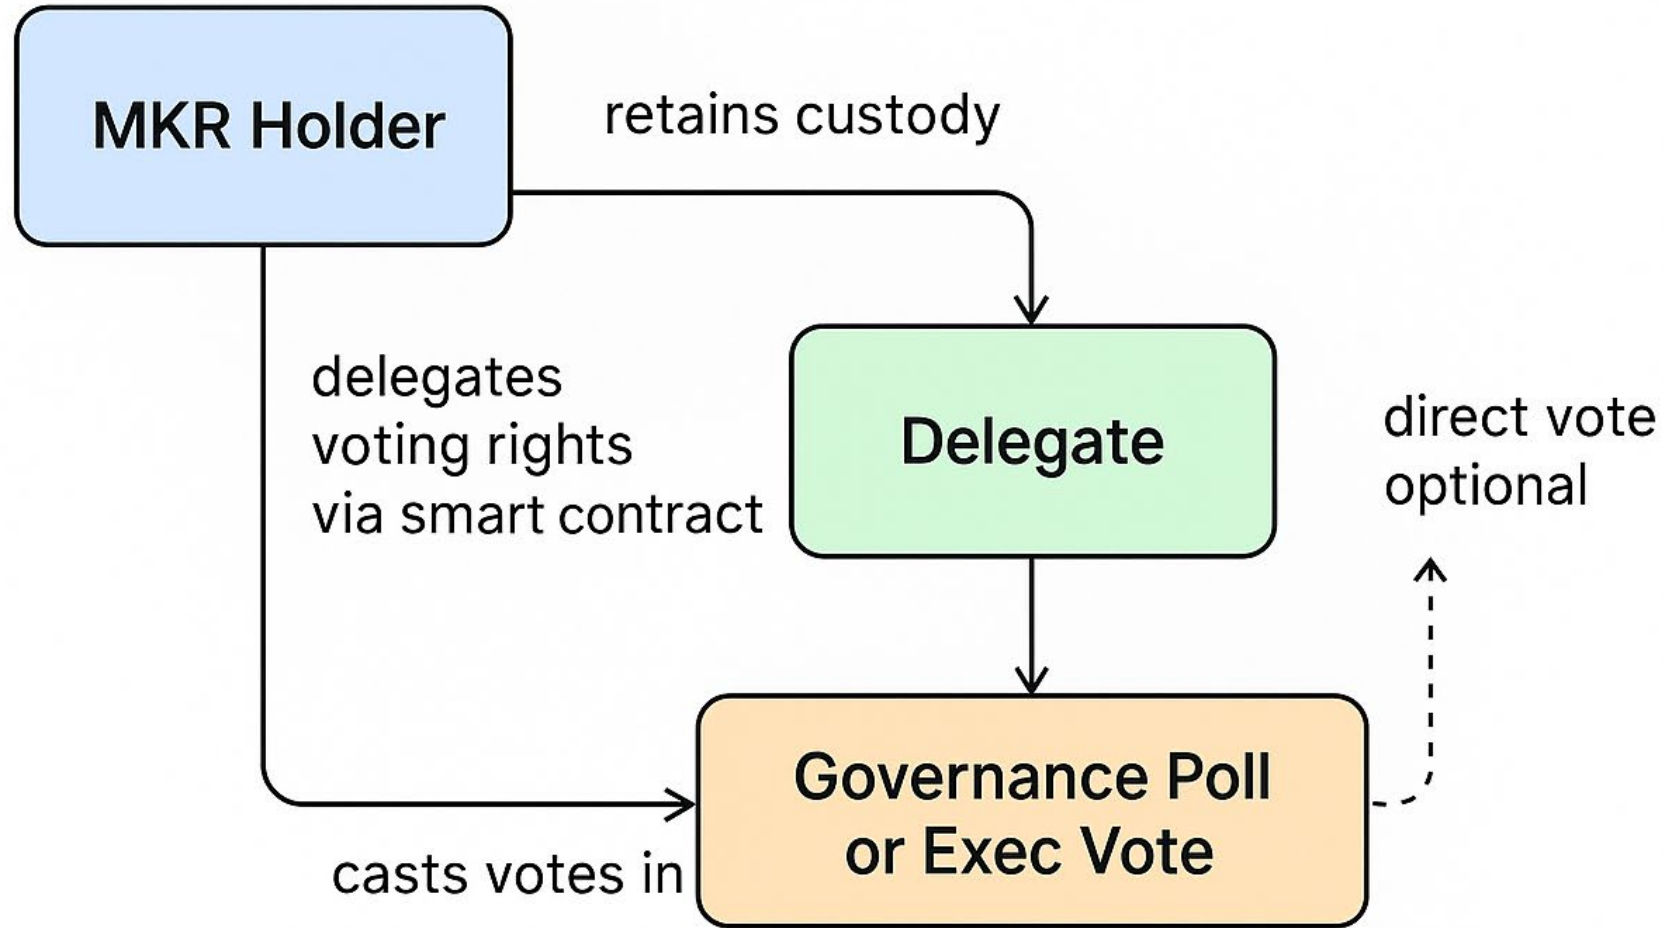 MKR Holder
retains custody
delegates
voting rights
via smart contract
Delegate
direct vote
optional
Governance Poll
or Exec Vote
casts votes in